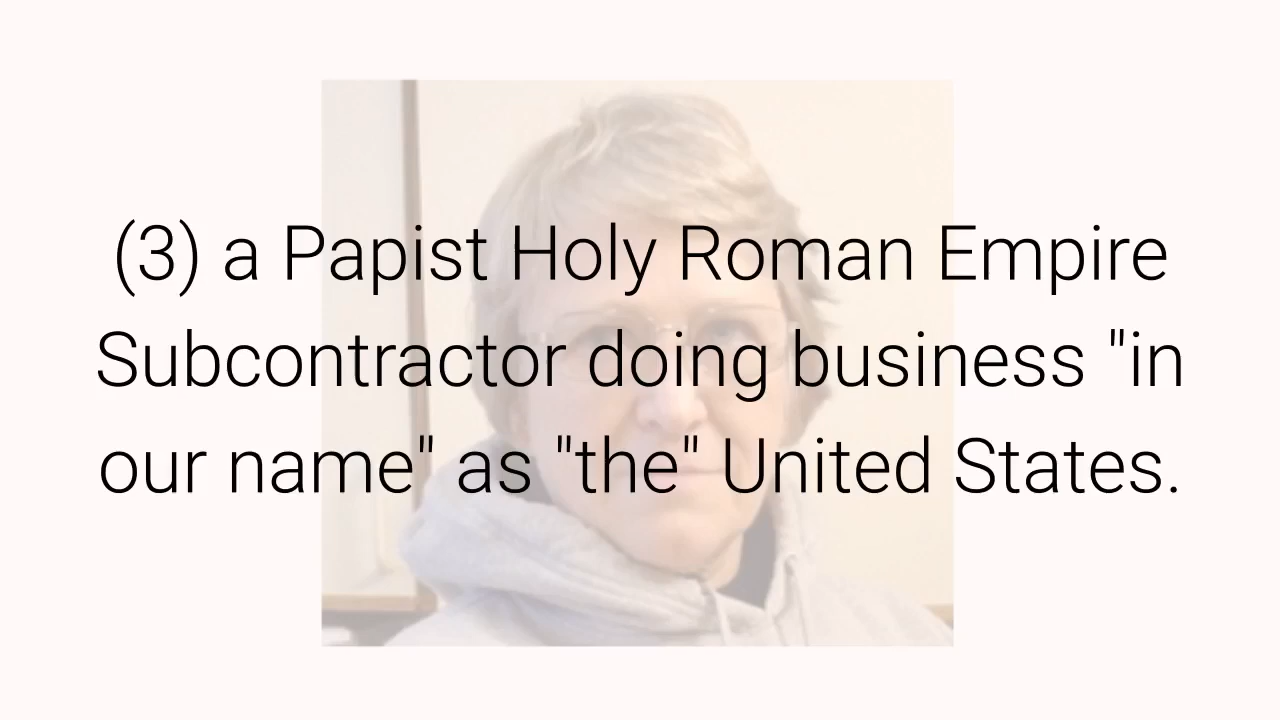 (3) a Papist Holy Roman Empire
Subcontractor doing business "in
our name" as "the" United States.